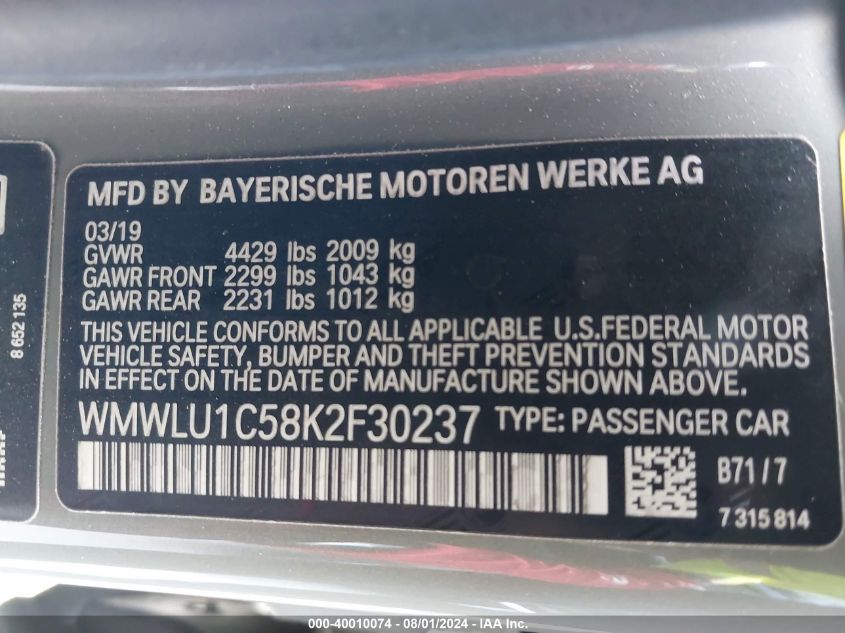 MFD BY BAYERISCHE MOTOREN WERKE AG
03/19
GVWR 4429 lbs 2009 kg
GAWR FRONT 2299 lbs 1043 kg
GAWR REAR 2231 lbs 1012 kg
THIS VEHICLE CONFORMS TO ALL APPLICABLE U.S.FEDERAL MOTOR
VEHICLE SAFETY, BUMPER AND THEFT PREVENTION STANDARDS
IN EFFECT ON THE DATE OF MANUFACTURE SHOWN ABOVE.
WMWLU1C58K2F30237 TYPE: PASSENGER CAR
B71/7
7 315 814
8 652 135
000-40010074 - 08/01/2024 - IAAI.COM